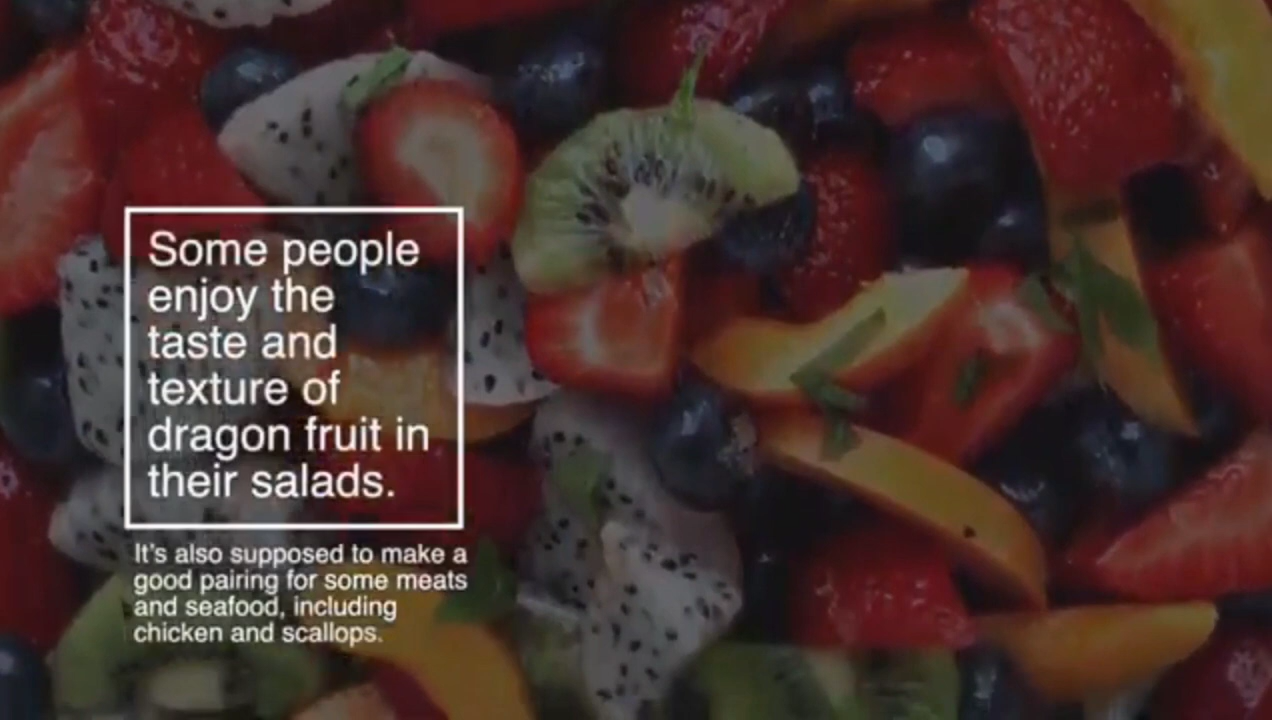 Some people
enjoy the
taste and
texture of
dragon fruit in
their salads.
It's also supposed to make a
good pairing for some meats
and seafood, including
chicken and scallops.